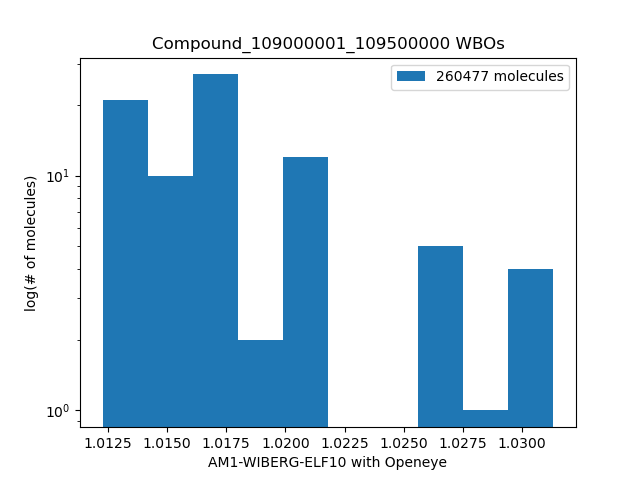 Compound_109000001_109500000 WBOs
260477 molecules
log(# of molecules)
10¹
10⁰
1.0125 1.0150 1.0175 1.0200 1.0225 1.0250 1.0275 1.0300
AM1-WIBERG-ELF10 with Openeye